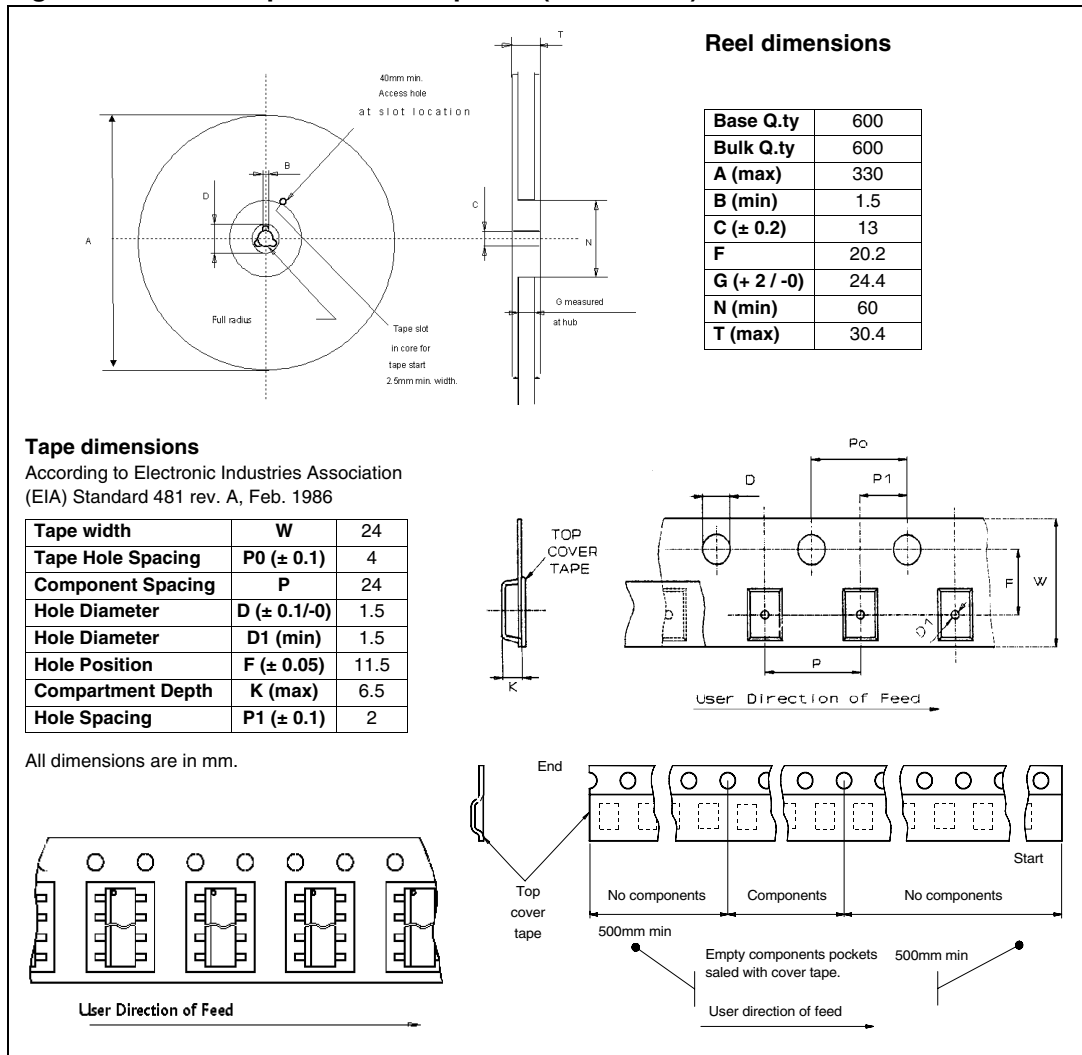 40mm min.
Access hole
at slot location
T
B
D
A
C
N
Full radius
Tape slot
in core for
tape start
2.5mm min. width.
G measured
at hub
Reel dimensions
Base Q.ty 600
Bulk Q.ty 600
A (max) 330
B (min) 1.5
C (± 0.2) 13
F 20.2
G (+ 2 / -0) 24.4
N (min) 60
T (max) 30.4
Tape dimensions
According to Electronic Industries Association
(EIA) Standard 481 rev. A, Feb. 1986
Tape width W 24
Tape Hole Spacing P0 (± 0.1) 4
Component Spacing P 24
Hole Diameter D (± 0.1/-0) 1.5
Hole Diameter D1 (min) 1.5
Hole Position F (± 0.05) 11.5
Compartment Depth K (max) 6.5
Hole Spacing P1 (± 0.1) 2
All dimensions are in mm.
TOP
COVER
TAPE
K
Po
D
P1
F
W
D1
P
User Direction of Feed
End
Start
Top
cover
tape
No components
Components
No components
500mm min
Empty components pockets
saled with cover tape.
500mm min
User direction of feed
User Direction of Feed